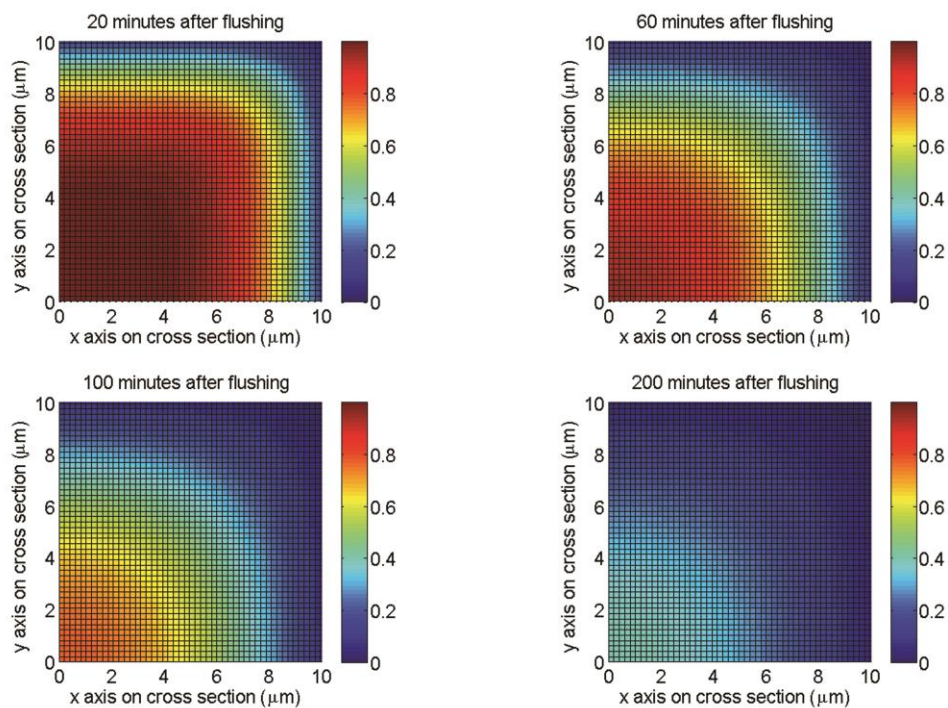 20 minutes after flushing
10
8
6
4
2
0
y axis on cross section (μm)
0 2 4 6 8 10
x axis on cross section (μm)
0.8
0.6
0.4
0.2
0
60 minutes after flushing
10
8
6
4
2
0
y axis on cross section (μm)
0 2 4 6 8 10
x axis on cross section (μm)
0.8
0.6
0.4
0.2
0
100 minutes after flushing
10
8
6
4
2
0
y axis on cross section (μm)
0 2 4 6 8 10
x axis on cross section (μm)
0.8
0.6
0.4
0.2
0
200 minutes after flushing
10
8
6
4
2
0
y axis on cross section (μm)
0 2 4 6 8 10
x axis on cross section (μm)
0.8
0.6
0.4
0.2
0